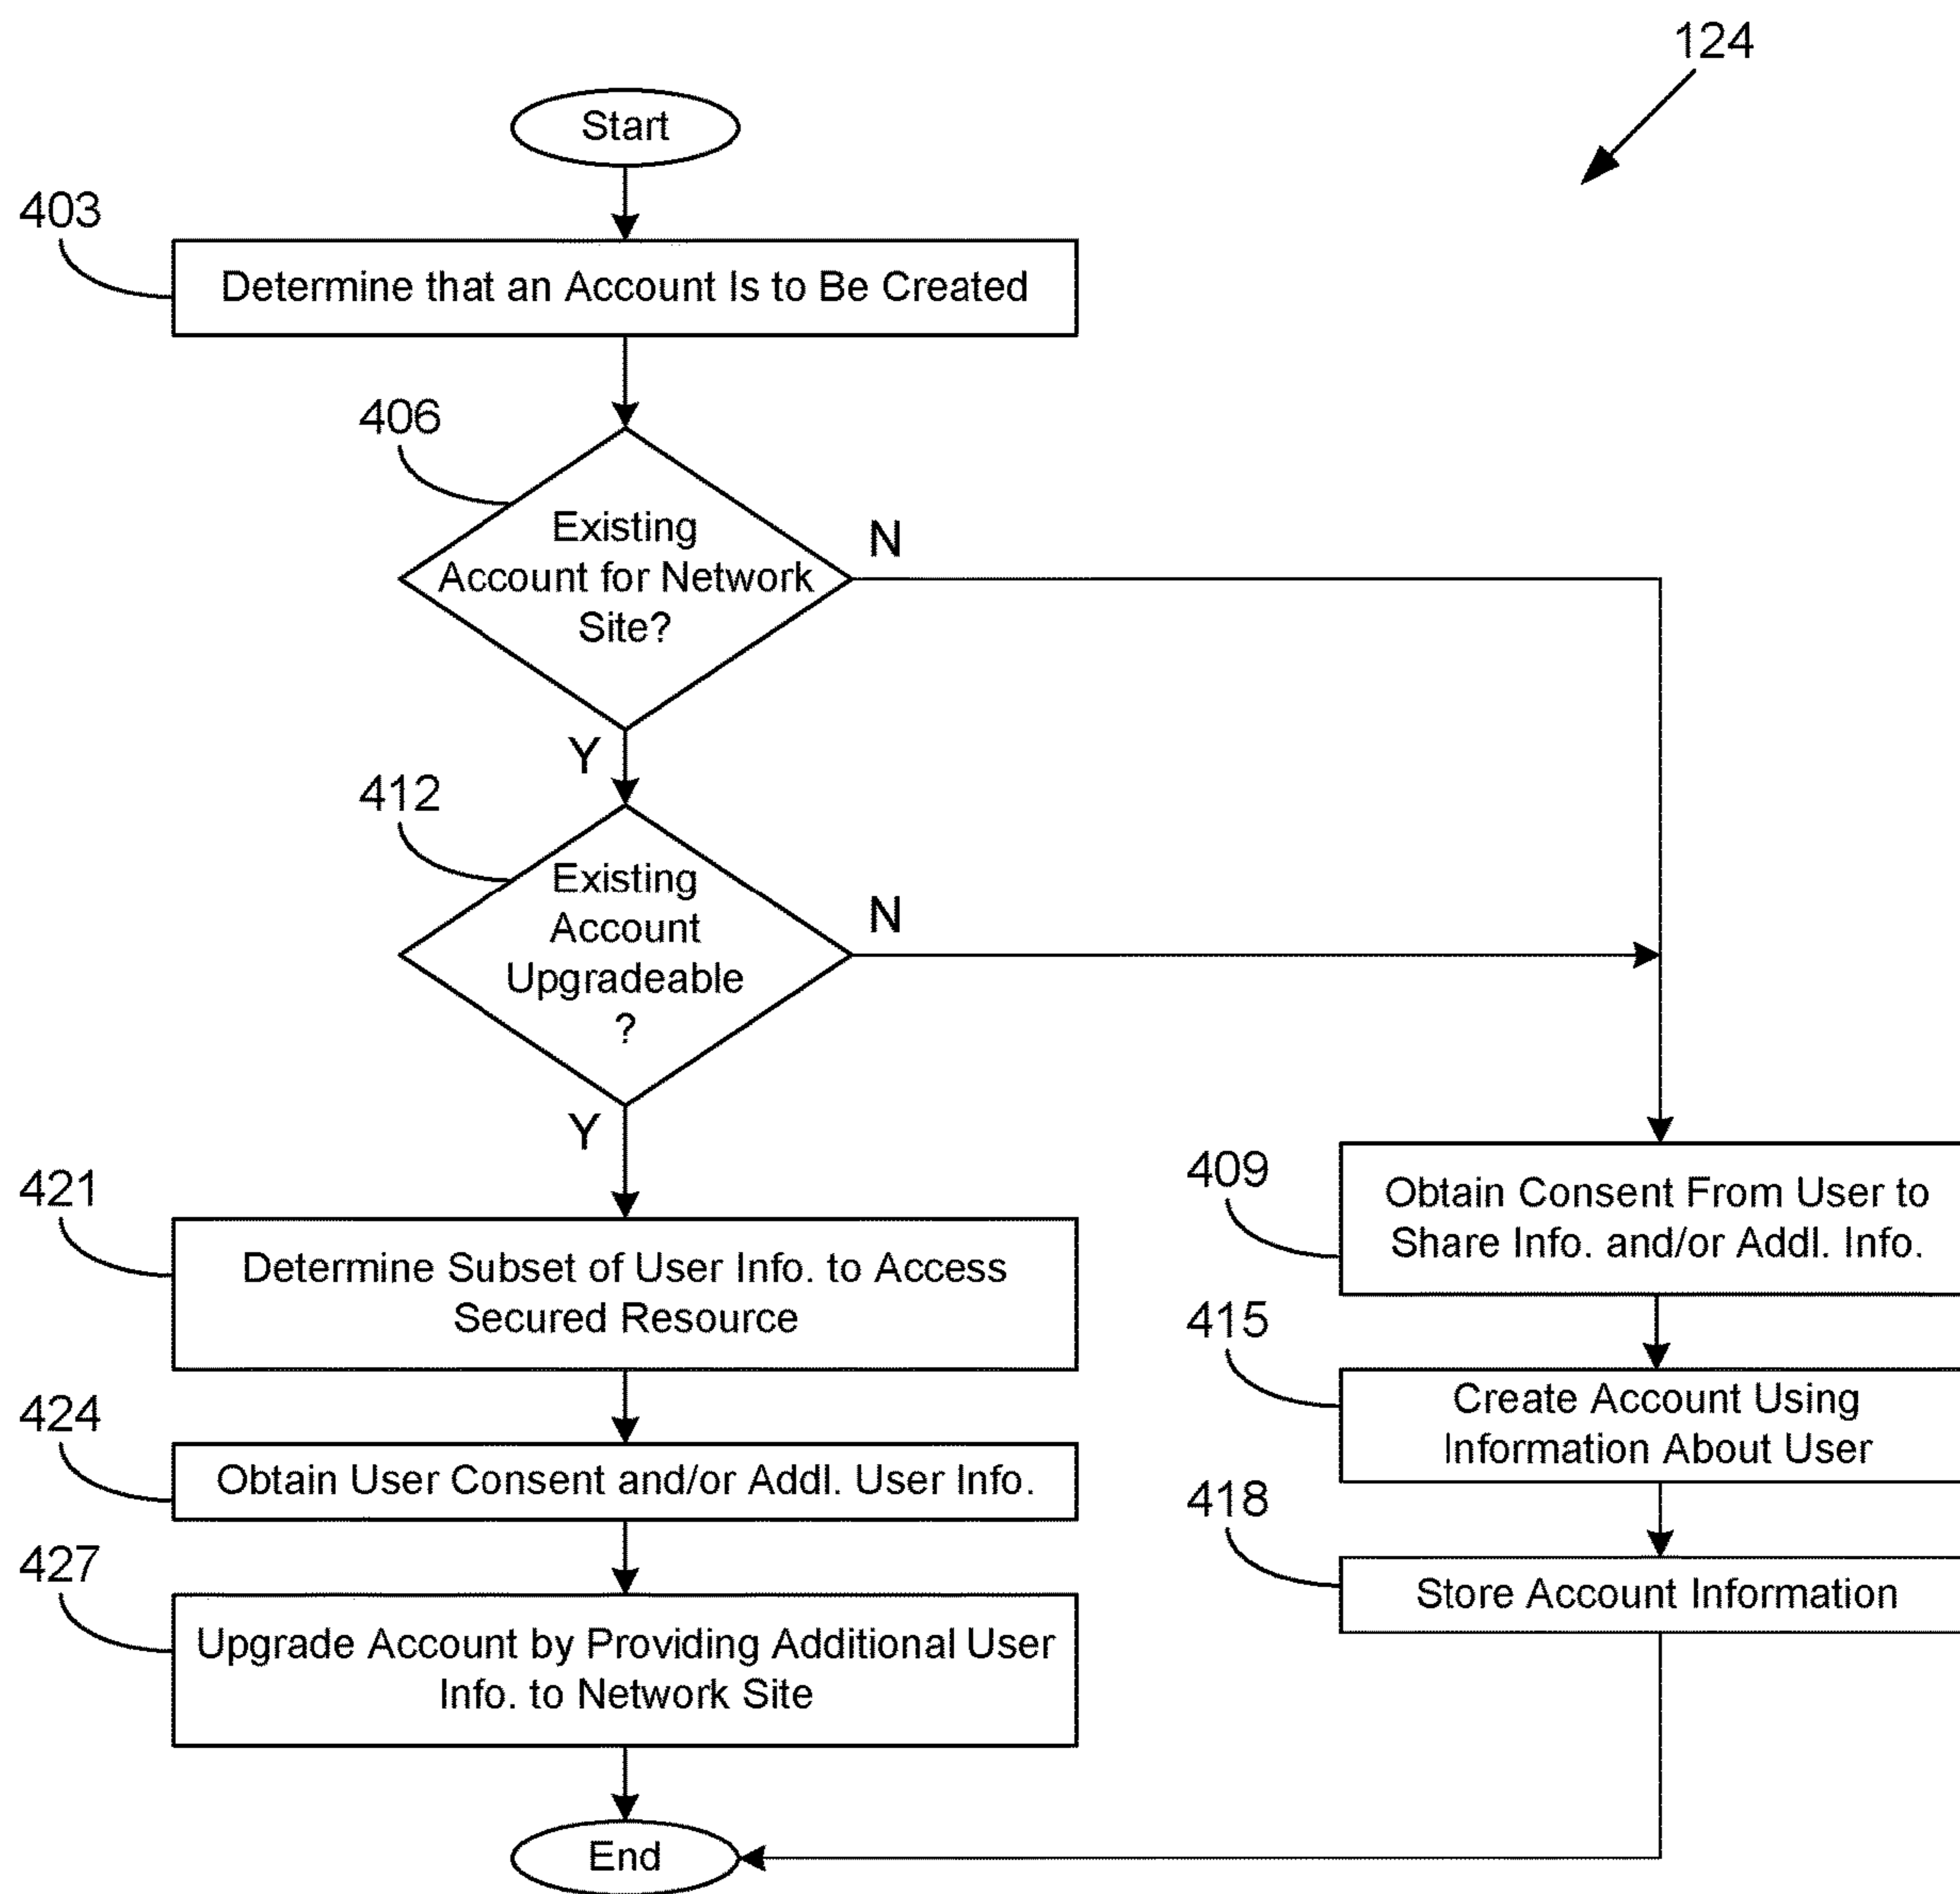 124
Start
403
Determine that an Account Is to Be Created
406
Existing
Account for Network
Site?
N
Y
412
Existing
Account
Upgradeable
?
N
Y
421
Determine Subset of User Info. to Access
Secured Resource
424
Obtain User Consent and/or Addl. User Info.
427
Upgrade Account by Providing Additional User
Info. to Network Site
409
Obtain Consent From User to
Share Info. and/or Addl. Info.
415
Create Account Using
Information About User
418
Store Account Information
End